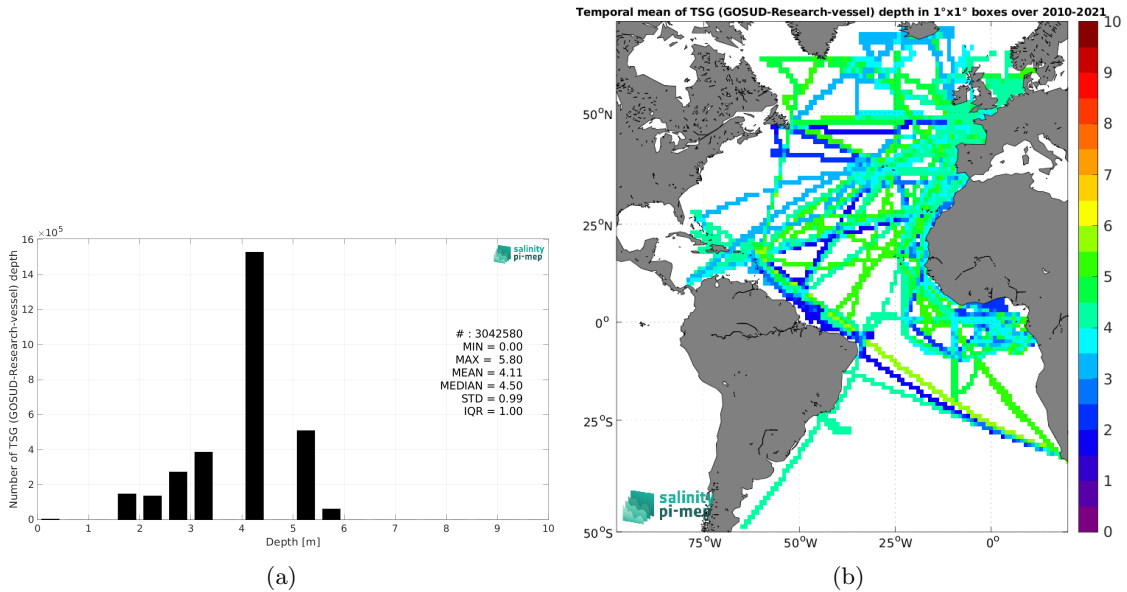 Temporal mean of TSG (GOSUD-Research-vessel) depth in 1°x1° boxes over 2010-2021
Number of TSG (GOSUD-Research-vessel) depth
×10⁵
16
14
12
10
8
6
4
2
0
salinity
pi-mep
# : 3042580
MIN = 0.00
MAX = 5.80
MEAN = 4.11
MEDIAN = 4.50
STD = 0.99
IQR = 1.00
0 1 2 3 4 5 6 7 8 9 10
Depth [m]
(a)
50°N
25°N
0°
25°S
50°S
75°W 50°W 25°W 0°
salinity
pi-mep
10
9
8
7
6
5
4
3
2
1
0
(b)